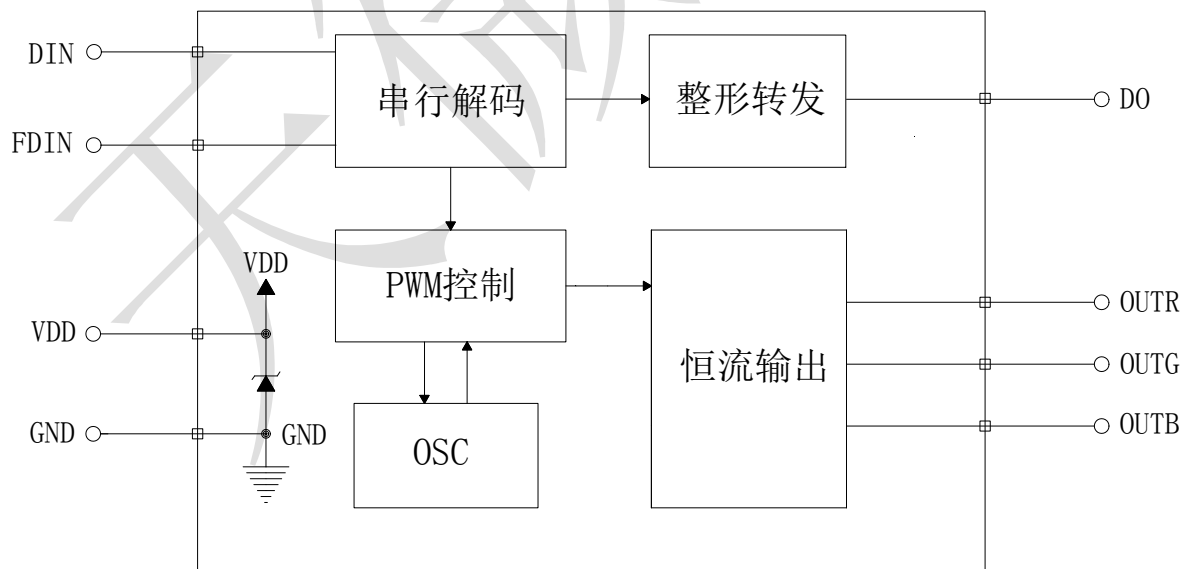 DIN
串行解码
整形转发
DO
FDIN
VDD
PWM控制
OUTR
VDD
恒流输出
OUTG
GND
GND
OSC
OUTB